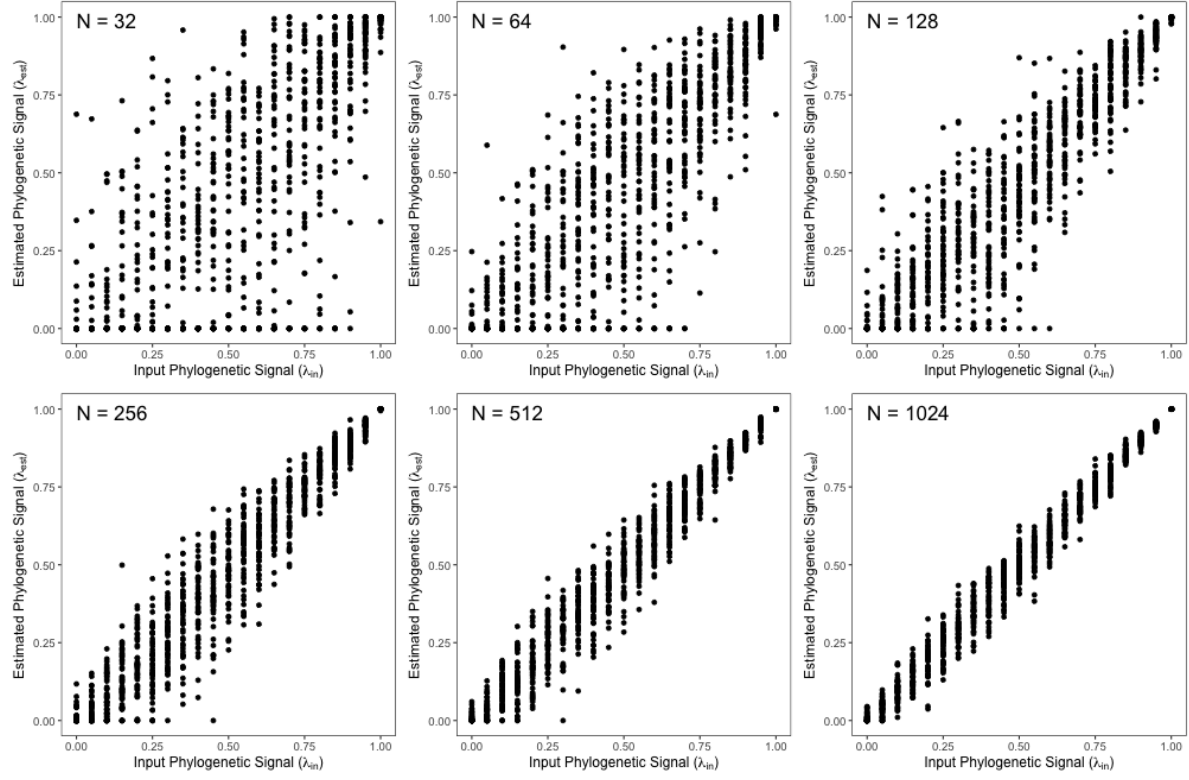 N = 32
1.00
0.75
0.50
0.25
0.00
Estimated Phylogenetic Signal (λest)
0.00 0.25 0.50 0.75 1.00
Input Phylogenetic Signal (λin)
N = 64
1.00
0.75
0.50
0.25
0.00
Estimated Phylogenetic Signal (λest)
0.00 0.25 0.50 0.75 1.00
Input Phylogenetic Signal (λin)
N = 128
1.00
0.75
0.50
0.25
0.00
Estimated Phylogenetic Signal (λest)
0.00 0.25 0.50 0.75 1.00
Input Phylogenetic Signal (λin)
N = 256
1.00
0.75
0.50
0.25
0.00
Estimated Phylogenetic Signal (λest)
0.00 0.25 0.50 0.75 1.00
Input Phylogenetic Signal (λin)
N = 512
1.00
0.75
0.50
0.25
0.00
Estimated Phylogenetic Signal (λest)
0.00 0.25 0.50 0.75 1.00
Input Phylogenetic Signal (λin)
N = 1024
1.00
0.75
0.50
0.25
0.00
Estimated Phylogenetic Signal (λest)
0.00 0.25 0.50 0.75 1.00
Input Phylogenetic Signal (λin)